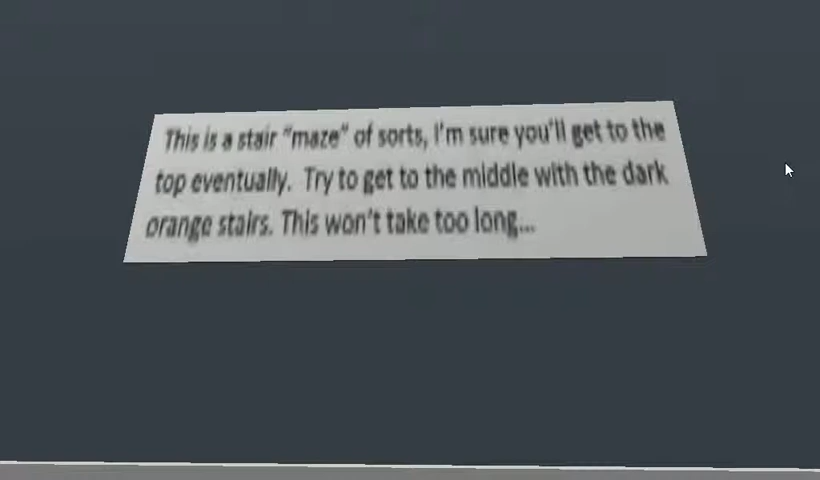 This is a stair “maze” of sorts, I’m sure you’ll get to the
top eventually.  Try to get to the middle with the dark
orange stairs. This won’t take too long...